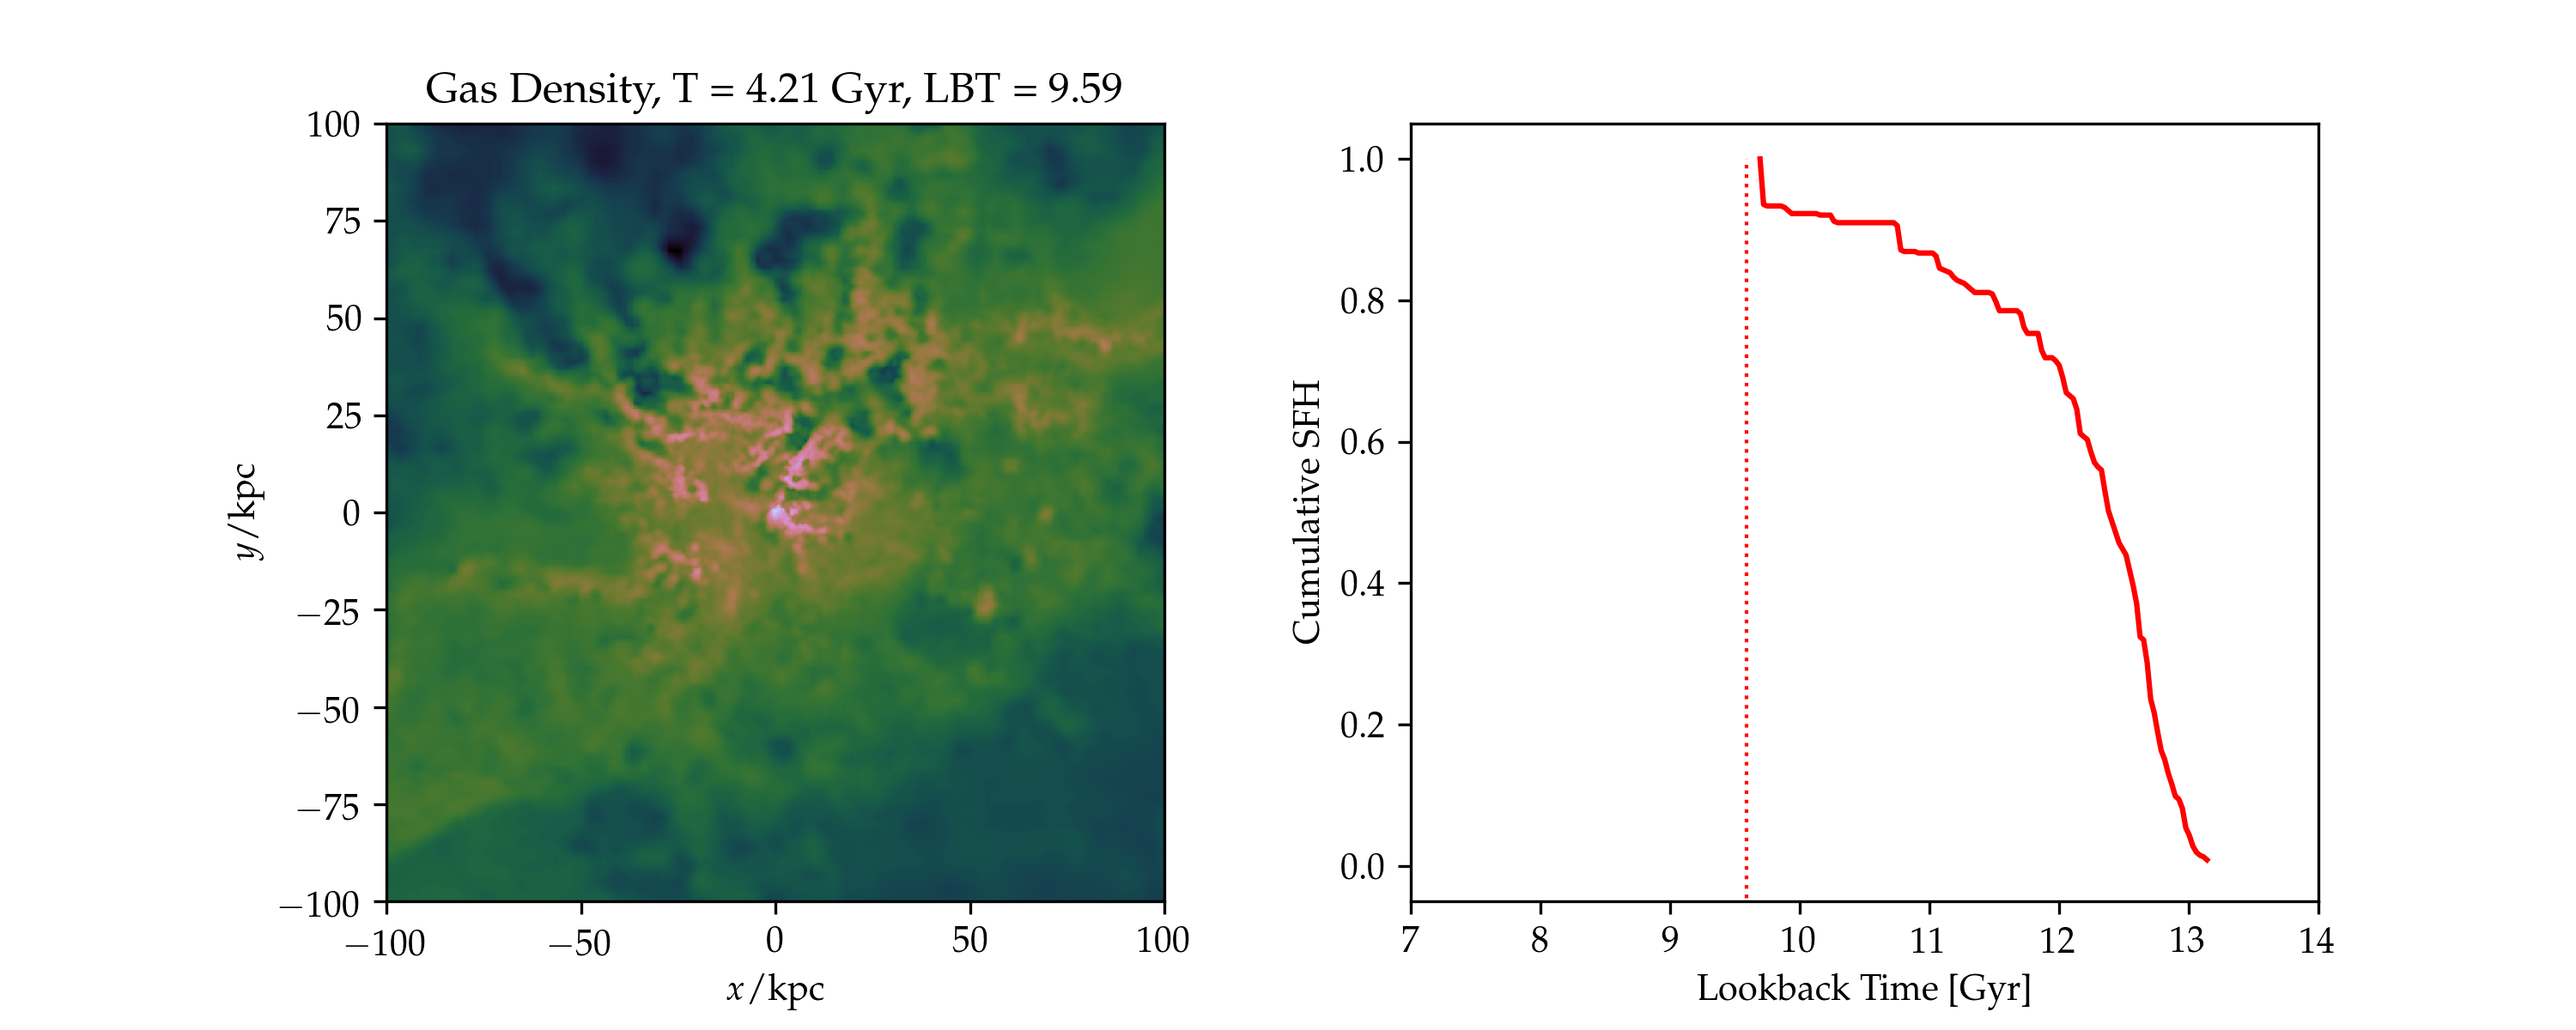 Gas Density, T = 4.21 Gyr, LBT = 9.59
100
75
50
25
0
−25
−50
−75
−100
y/kpc
−100 −50 0 50 100
x/kpc
1.0
0.8
0.6
0.4
0.2
0.0
Cumulative SFH
7 8 9 10 11 12 13 14
Lookback Time [Gyr]